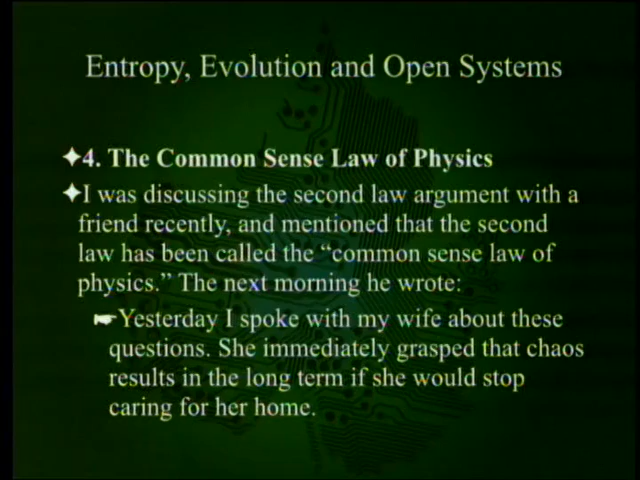 Entropy, Evolution and Open Systems
4. The Common Sense Law of Physics
I was discussing the second law argument with a
friend recently, and mentioned that the second
law has been called the “common sense law of
physics.” The next morning he wrote:
Yesterday I spoke with my wife about these
questions. She immediately grasped that chaos
results in the long term if she would stop
caring for her home.